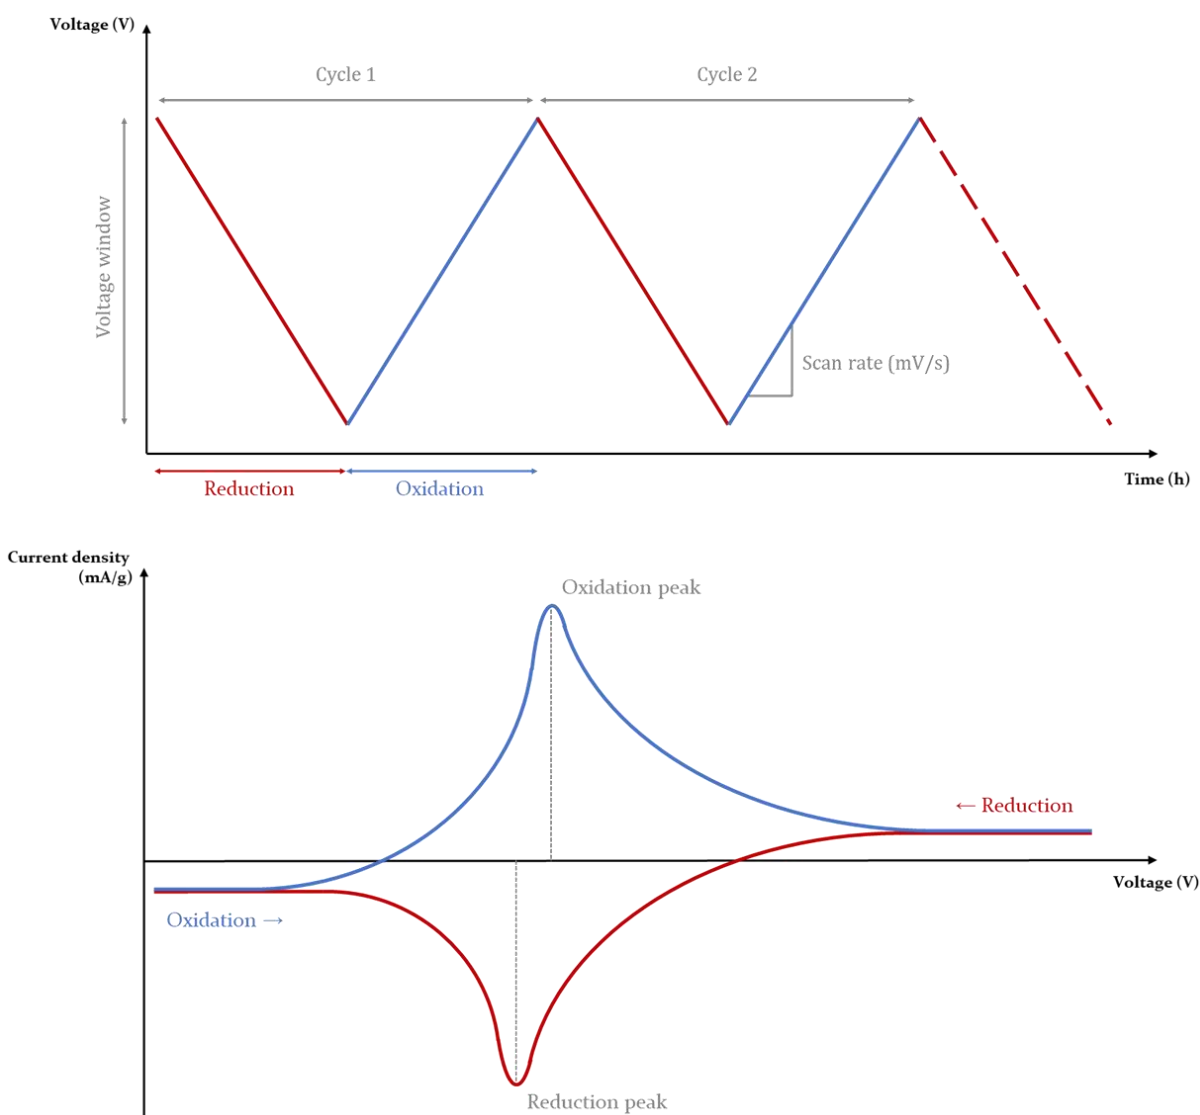 Voltage (V)
Cycle 1
Cycle 2
Voltage window
Scan rate (mV/s)
Time (h)
Reduction
Oxidation
Current density
(mA/g)
Oxidation peak
← Reduction
Voltage (V)
Oxidation →
Reduction peak